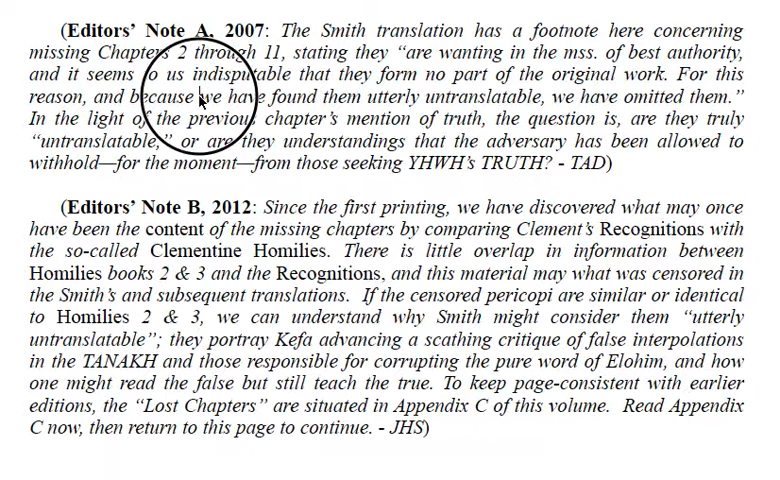 (Editors' Note A, 2007: The Smith translation has a footnote here concerning
missing Chapters 2 through 11, stating they “are wanting in the mss. of best authority,
and it seems to us indisputable that they form no part of the original work. For this
reason, and because we have found them utterly untranslatable, we have omitted them.”
In the light of the previous chapter's mention of truth, the question is, are they truly
“untranslatable,” or are they understandings that the adversary has been allowed to
withhold—for the moment—from those seeking YHWH's TRUTH? - TAD)
(Editors' Note B, 2012: Since the first printing, we have discovered what may once
have been the content of the missing chapters by comparing Clement's Recognitions with
the so-called Clementine Homilies. There is little overlap in information between
Homilies books 2 & 3 and the Recognitions, and this material may what was censored in
the Smith's and subsequent translations. If the censored pericopi are similar or identical
to Homilies 2 & 3, we can understand why Smith might consider them “utterly
untranslatable”; they portray Kefa advancing a scathing critique of false interpolations
in the TANAKH and those responsible for corrupting the pure word of Elohim, and how
one might read the false but still teach the true. To keep page-consistent with earlier
editions, the “Lost Chapters” are situated in Appendix C of this volume. Read Appendix
C now, then return to this page to continue. - JHS)